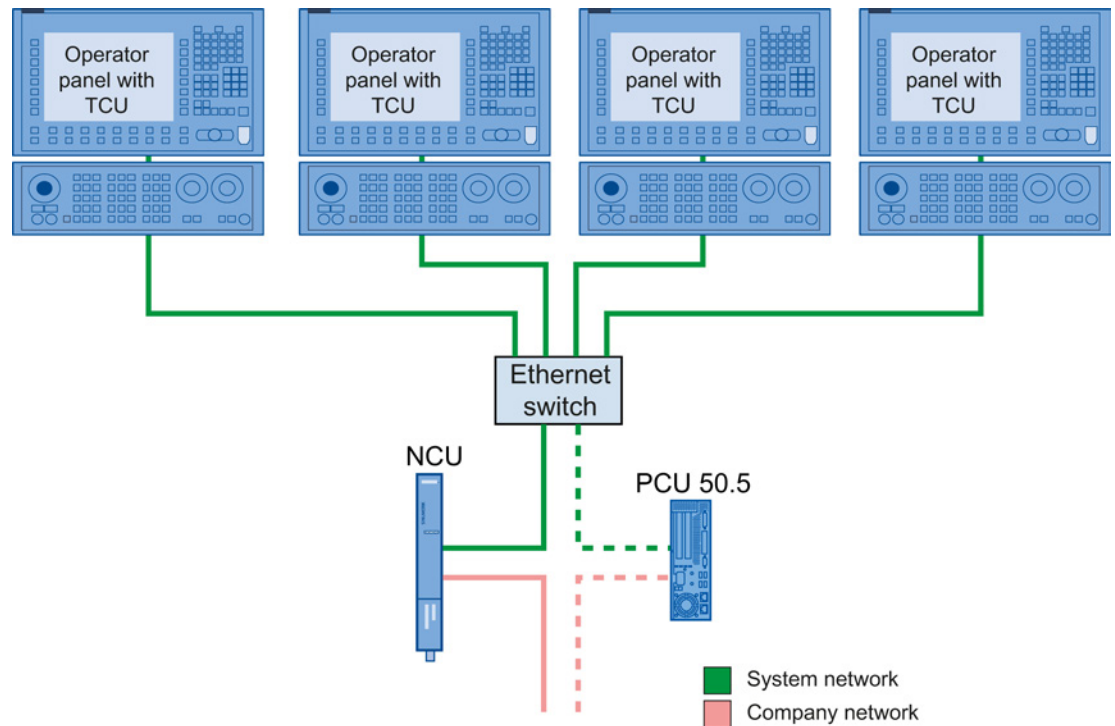 Operator
panel with
TCU
Operator
panel with
TCU
Operator
panel with
TCU
Operator
panel with
TCU
Ethernet
switch
NCU
PCU 50.5
System network
Company network